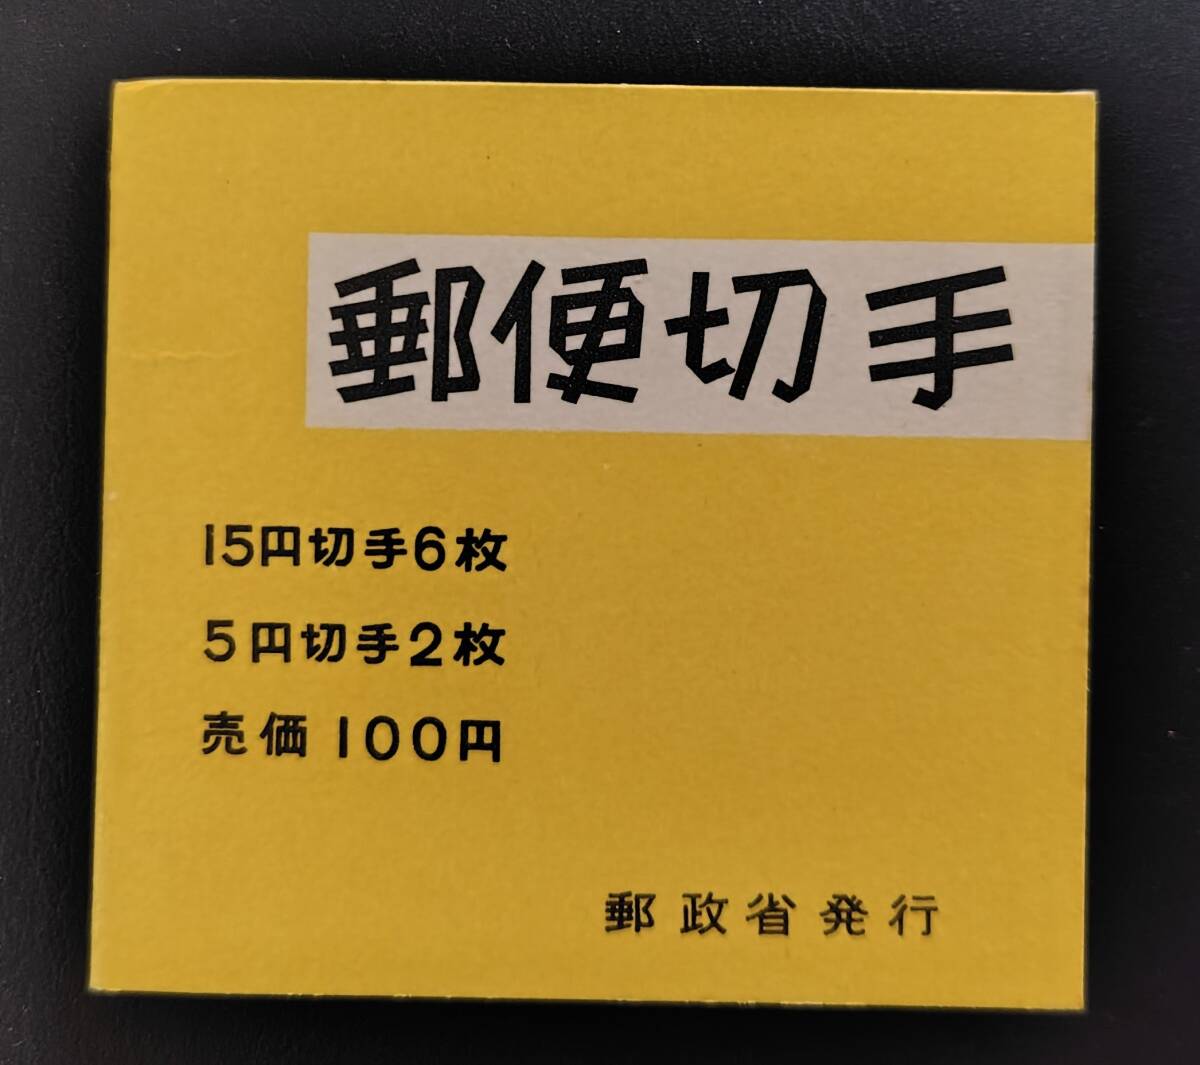 郵便切手
15円切手6枚
5円切手2枚
売価100円
郵政省発行